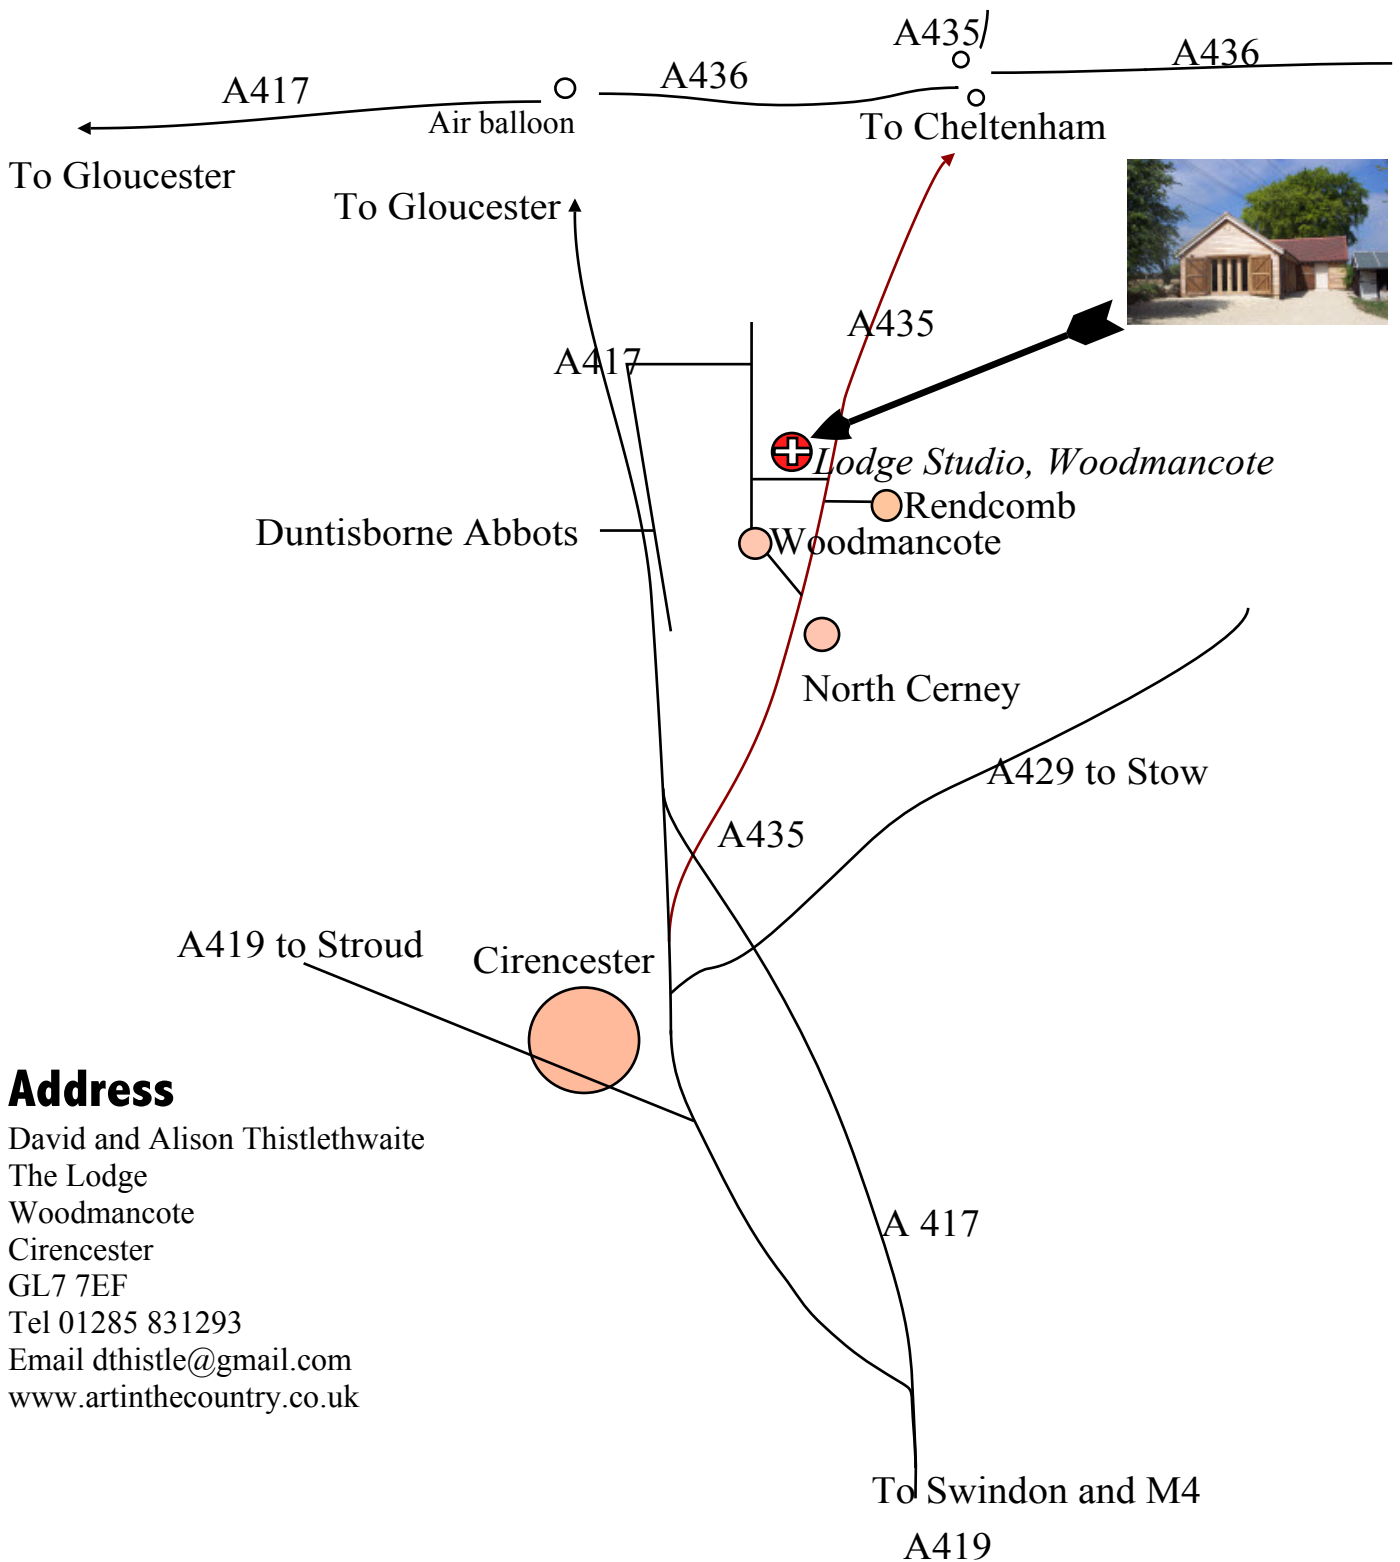 A435
A436
A436
A417
Air balloon
To Cheltenham
To Gloucester
To Gloucester
A435
A417
Lodge Studio, Woodmancote
Rendcomb
Duntisborne Abbots
Woodmancote
North Cerney
A429 to Stow
A435
A419 to Stroud
Cirencester
Address
David and Alison Thistlethwaite
The Lodge
Woodmancote
Cirencester
GL7 7EF
Tel 01285 831293
Email dthistle@gmail.com
www.artinthecountry.co.uk
A 417
To Swindon and M4
A419